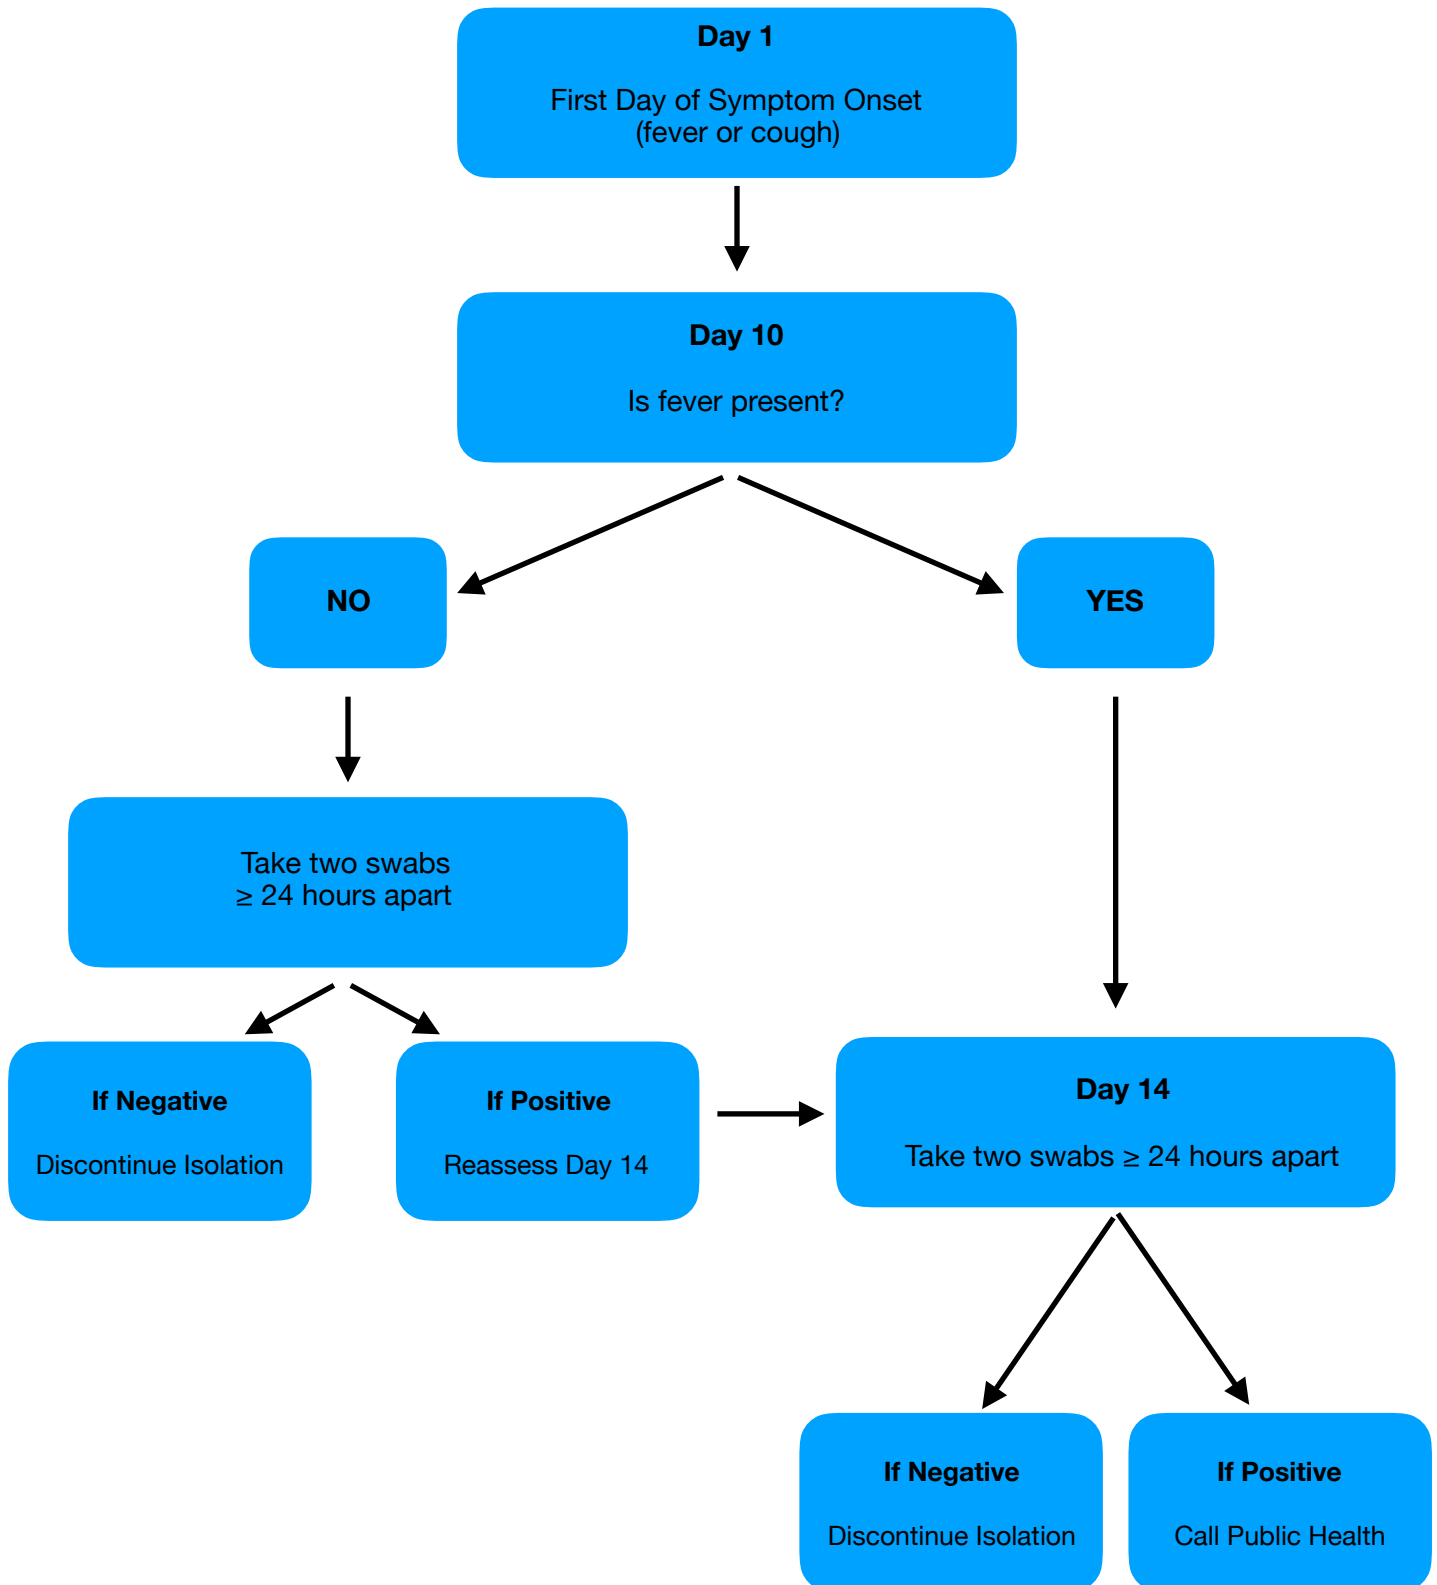 Day 1
First Day of Symptom Onset
(fever or cough)
Day 10
Is fever present?
NO
YES
Take two swabs
≥ 24 hours apart
If Negative
Discontinue Isolation
If Positive
Reassess Day 14
Day 14
Take two swabs ≥ 24 hours apart
If Negative
Discontinue Isolation
If Positive
Call Public Health